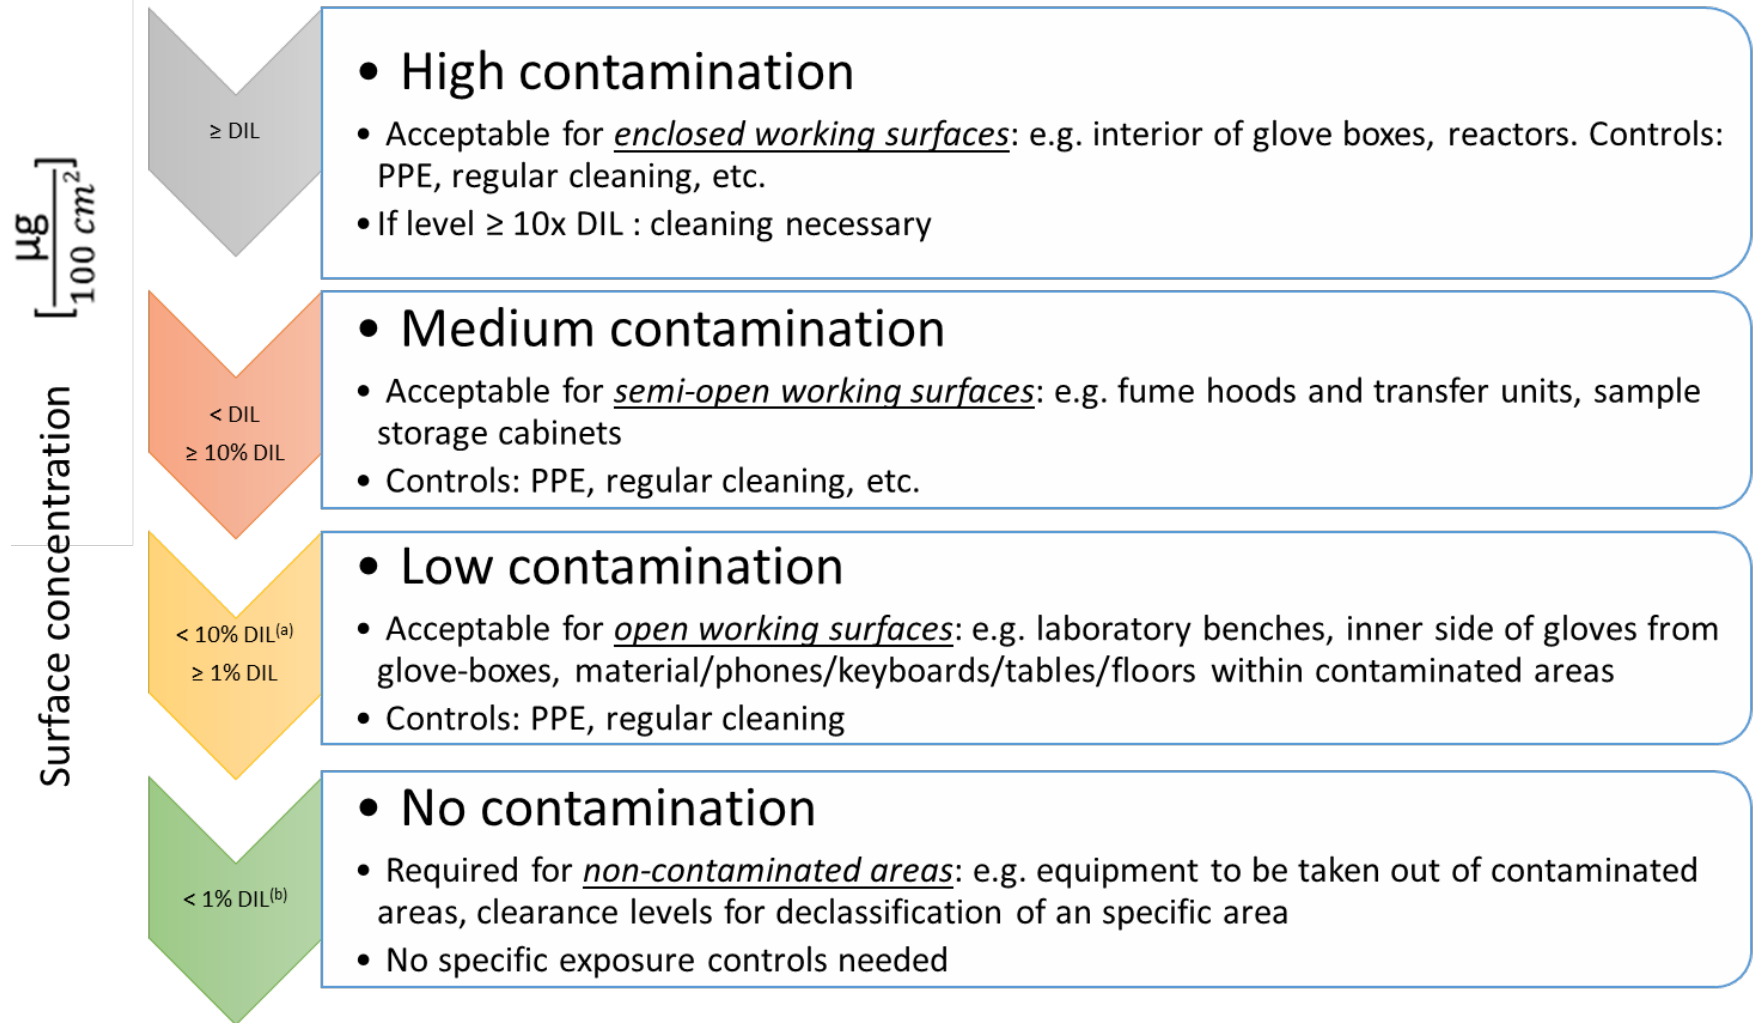 Surface concentration [µg / 100 cm²]
≥ DIL
• High contamination
• Acceptable for enclosed working surfaces: e.g. interior of glove boxes, reactors. Controls:
PPE, regular cleaning, etc.
• If level ≥ 10x DIL : cleaning necessary
< DIL
≥ 10% DIL
• Medium contamination
• Acceptable for semi-open working surfaces: e.g. fume hoods and transfer units, sample
storage cabinets
• Controls: PPE, regular cleaning, etc.
< 10% DIL(a)
≥ 1% DIL
• Low contamination
• Acceptable for open working surfaces: e.g. laboratory benches, inner side of gloves from
glove-boxes, material/phones/keyboards/tables/floors within contaminated areas
• Controls: PPE, regular cleaning
< 1% DIL(b)
• No contamination
• Required for non-contaminated areas: e.g. equipment to be taken out of contaminated
areas, clearance levels for declassification of an specific area
• No specific exposure controls needed